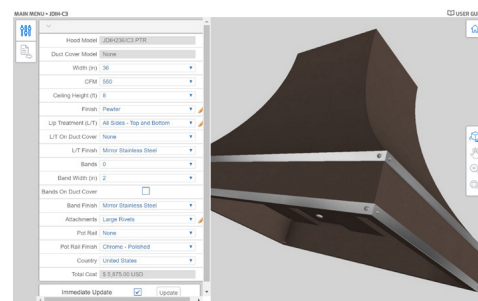 MAIN MENU • JDIH-C3
USER GUI
Hood Model JDIH236/C3 PTR
Duct Cover Model None
Width (in) 36
CFM 550
Ceiling Height (ft) 8
Finish Pewter
Lip Treatment (L/T) All Sides - Top and Bottom
L/T On Duct Cover None
L/T Finish Mirror Stainless Steel
Bands 0
Band Width (in) 2
Bands On Duct Cover
Band Finish Mirror Stainless Steel
Attachments Large Rivets
Pot Rail None
Pot Rail Finish Chrome - Polished
Country United States
Total Cost $ 5,875.00 USD
Immediate Update Update